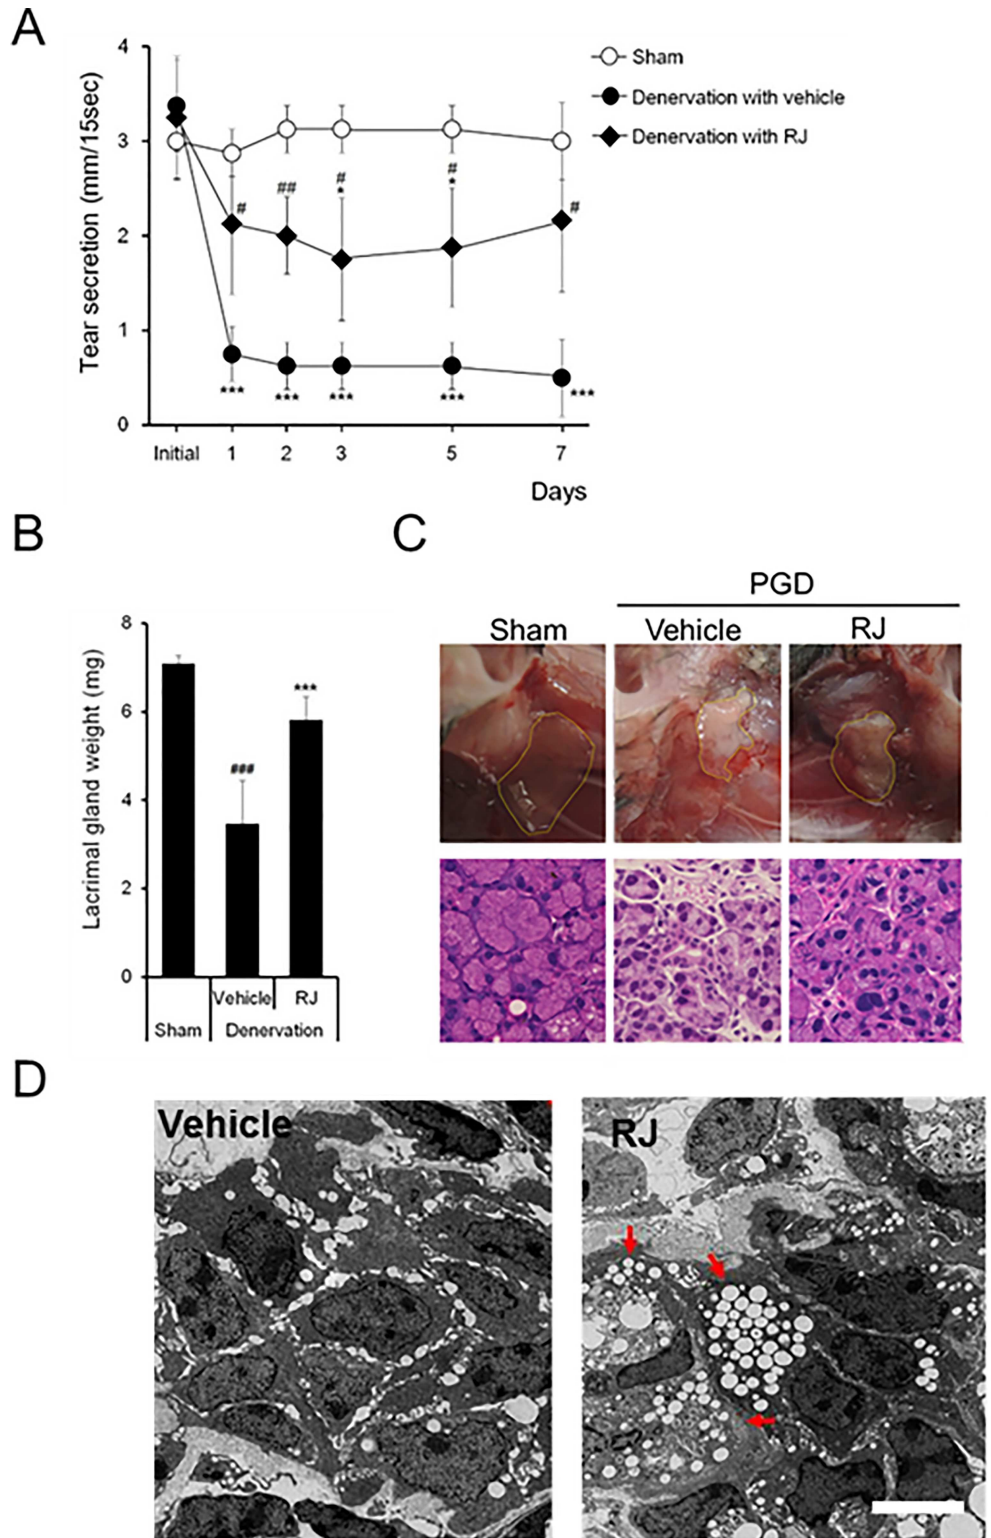 A
4
3
2
1
0
Tear secretion (mm/15sec)
Sham
Denervation with vehicle
Denervation with RJ
#
##
#
*
#
*
#
***
***
***
***
***
Initial 1 2 3 5 7
Days
B
8
6
4
2
0
Lacrimal gland weight (mg)
###
***
Vehicle RJ
Sham Denervation
C
PGD
Sham Vehicle RJ
D
Vehicle
RJ